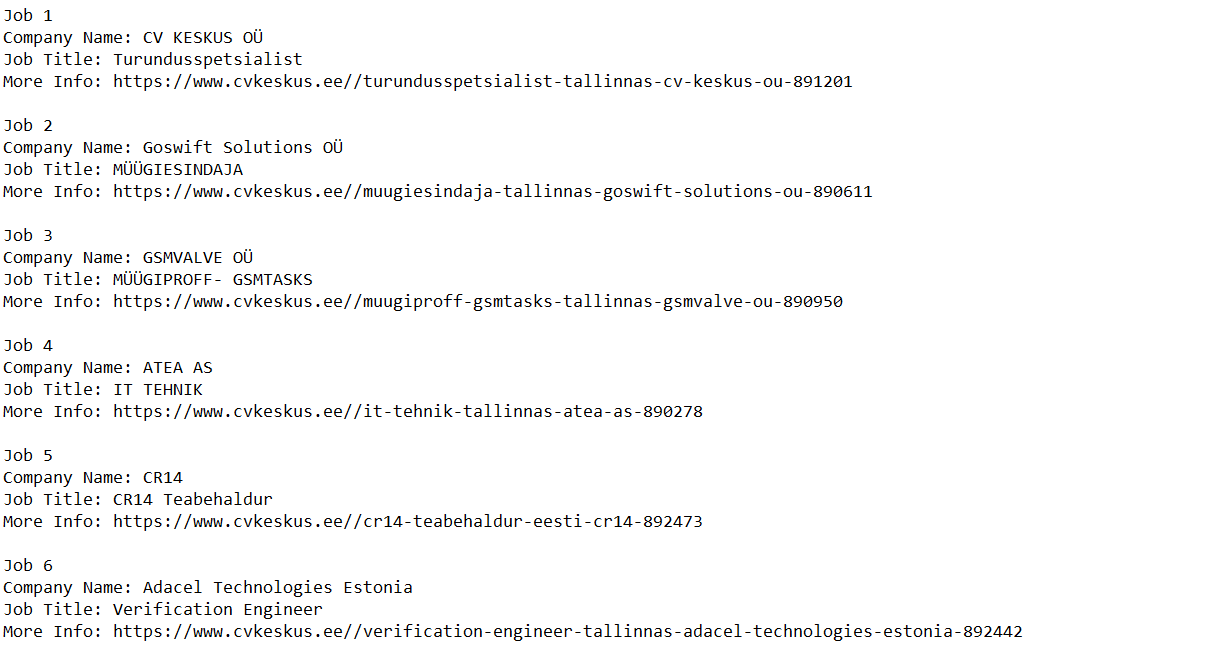 Job 1
Company Name: CV KESKUS OÜ
Job Title: Turundusspetsialist
More Info: https://www.cvkeskus.ee//turundusspetsialist-tallinnas-cv-keskus-ou-891201
Job 2
Company Name: Goswift Solutions OÜ
Job Title: MÜÜGIESINDAJA
More Info: https://www.cvkeskus.ee//muugiesindaja-tallinnas-goswift-solutions-ou-890611
Job 3
Company Name: GSMVALVE OÜ
Job Title: MÜÜGIPROFF- GSMTASKS
More Info: https://www.cvkeskus.ee//muugiproff-gsmtasks-tallinnas-gsmvalve-ou-890950
Job 4
Company Name: ATEA AS
Job Title: IT TEHNIK
More Info: https://www.cvkeskus.ee//it-tehnik-tallinnas-atea-as-890278
Job 5
Company Name: CR14
Job Title: CR14 Teabehaldur
More Info: https://www.cvkeskus.ee//cr14-teabehaldur-eesti-cr14-892473
Job 6
Company Name: Adacel Technologies Estonia
Job Title: Verification Engineer
More Info: https://www.cvkeskus.ee//verification-engineer-tallinnas-adacel-technologies-estonia-892442